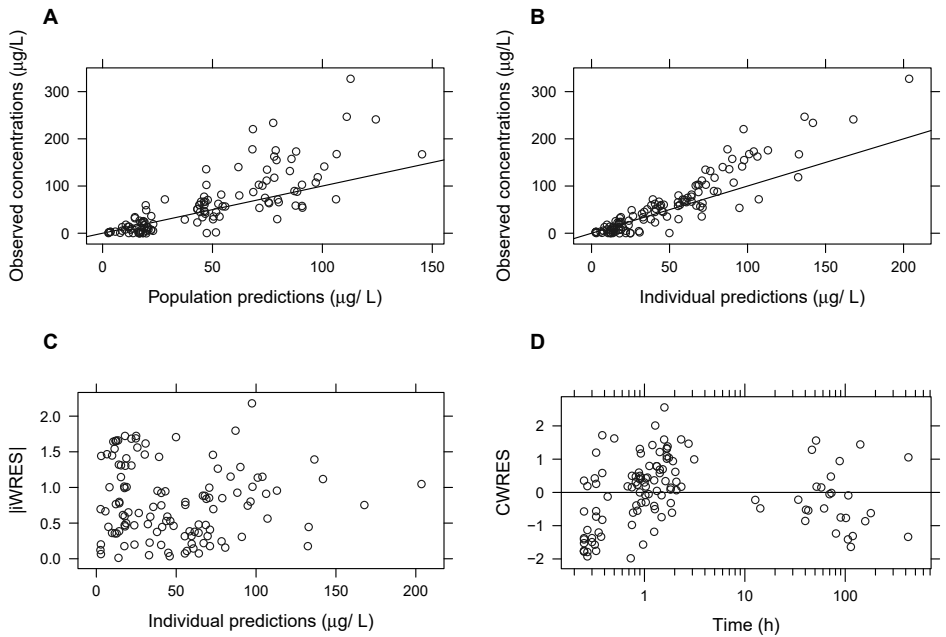 A
Observed concentrations (µg/L)
300
200
100
0
0 50 100 150
Population predictions (µg/ L)
B
Observed concentrations (µg/L)
300
200
100
0
0 50 100 150 200
Individual predictions (µg/ L)
C
|iWRES|
2.0
1.5
1.0
0.5
0.0
0 50 100 150 200
Individual predictions (µg/ L)
D
CWRES
2
1
0
−1
−2
1 10 100
Time (h)